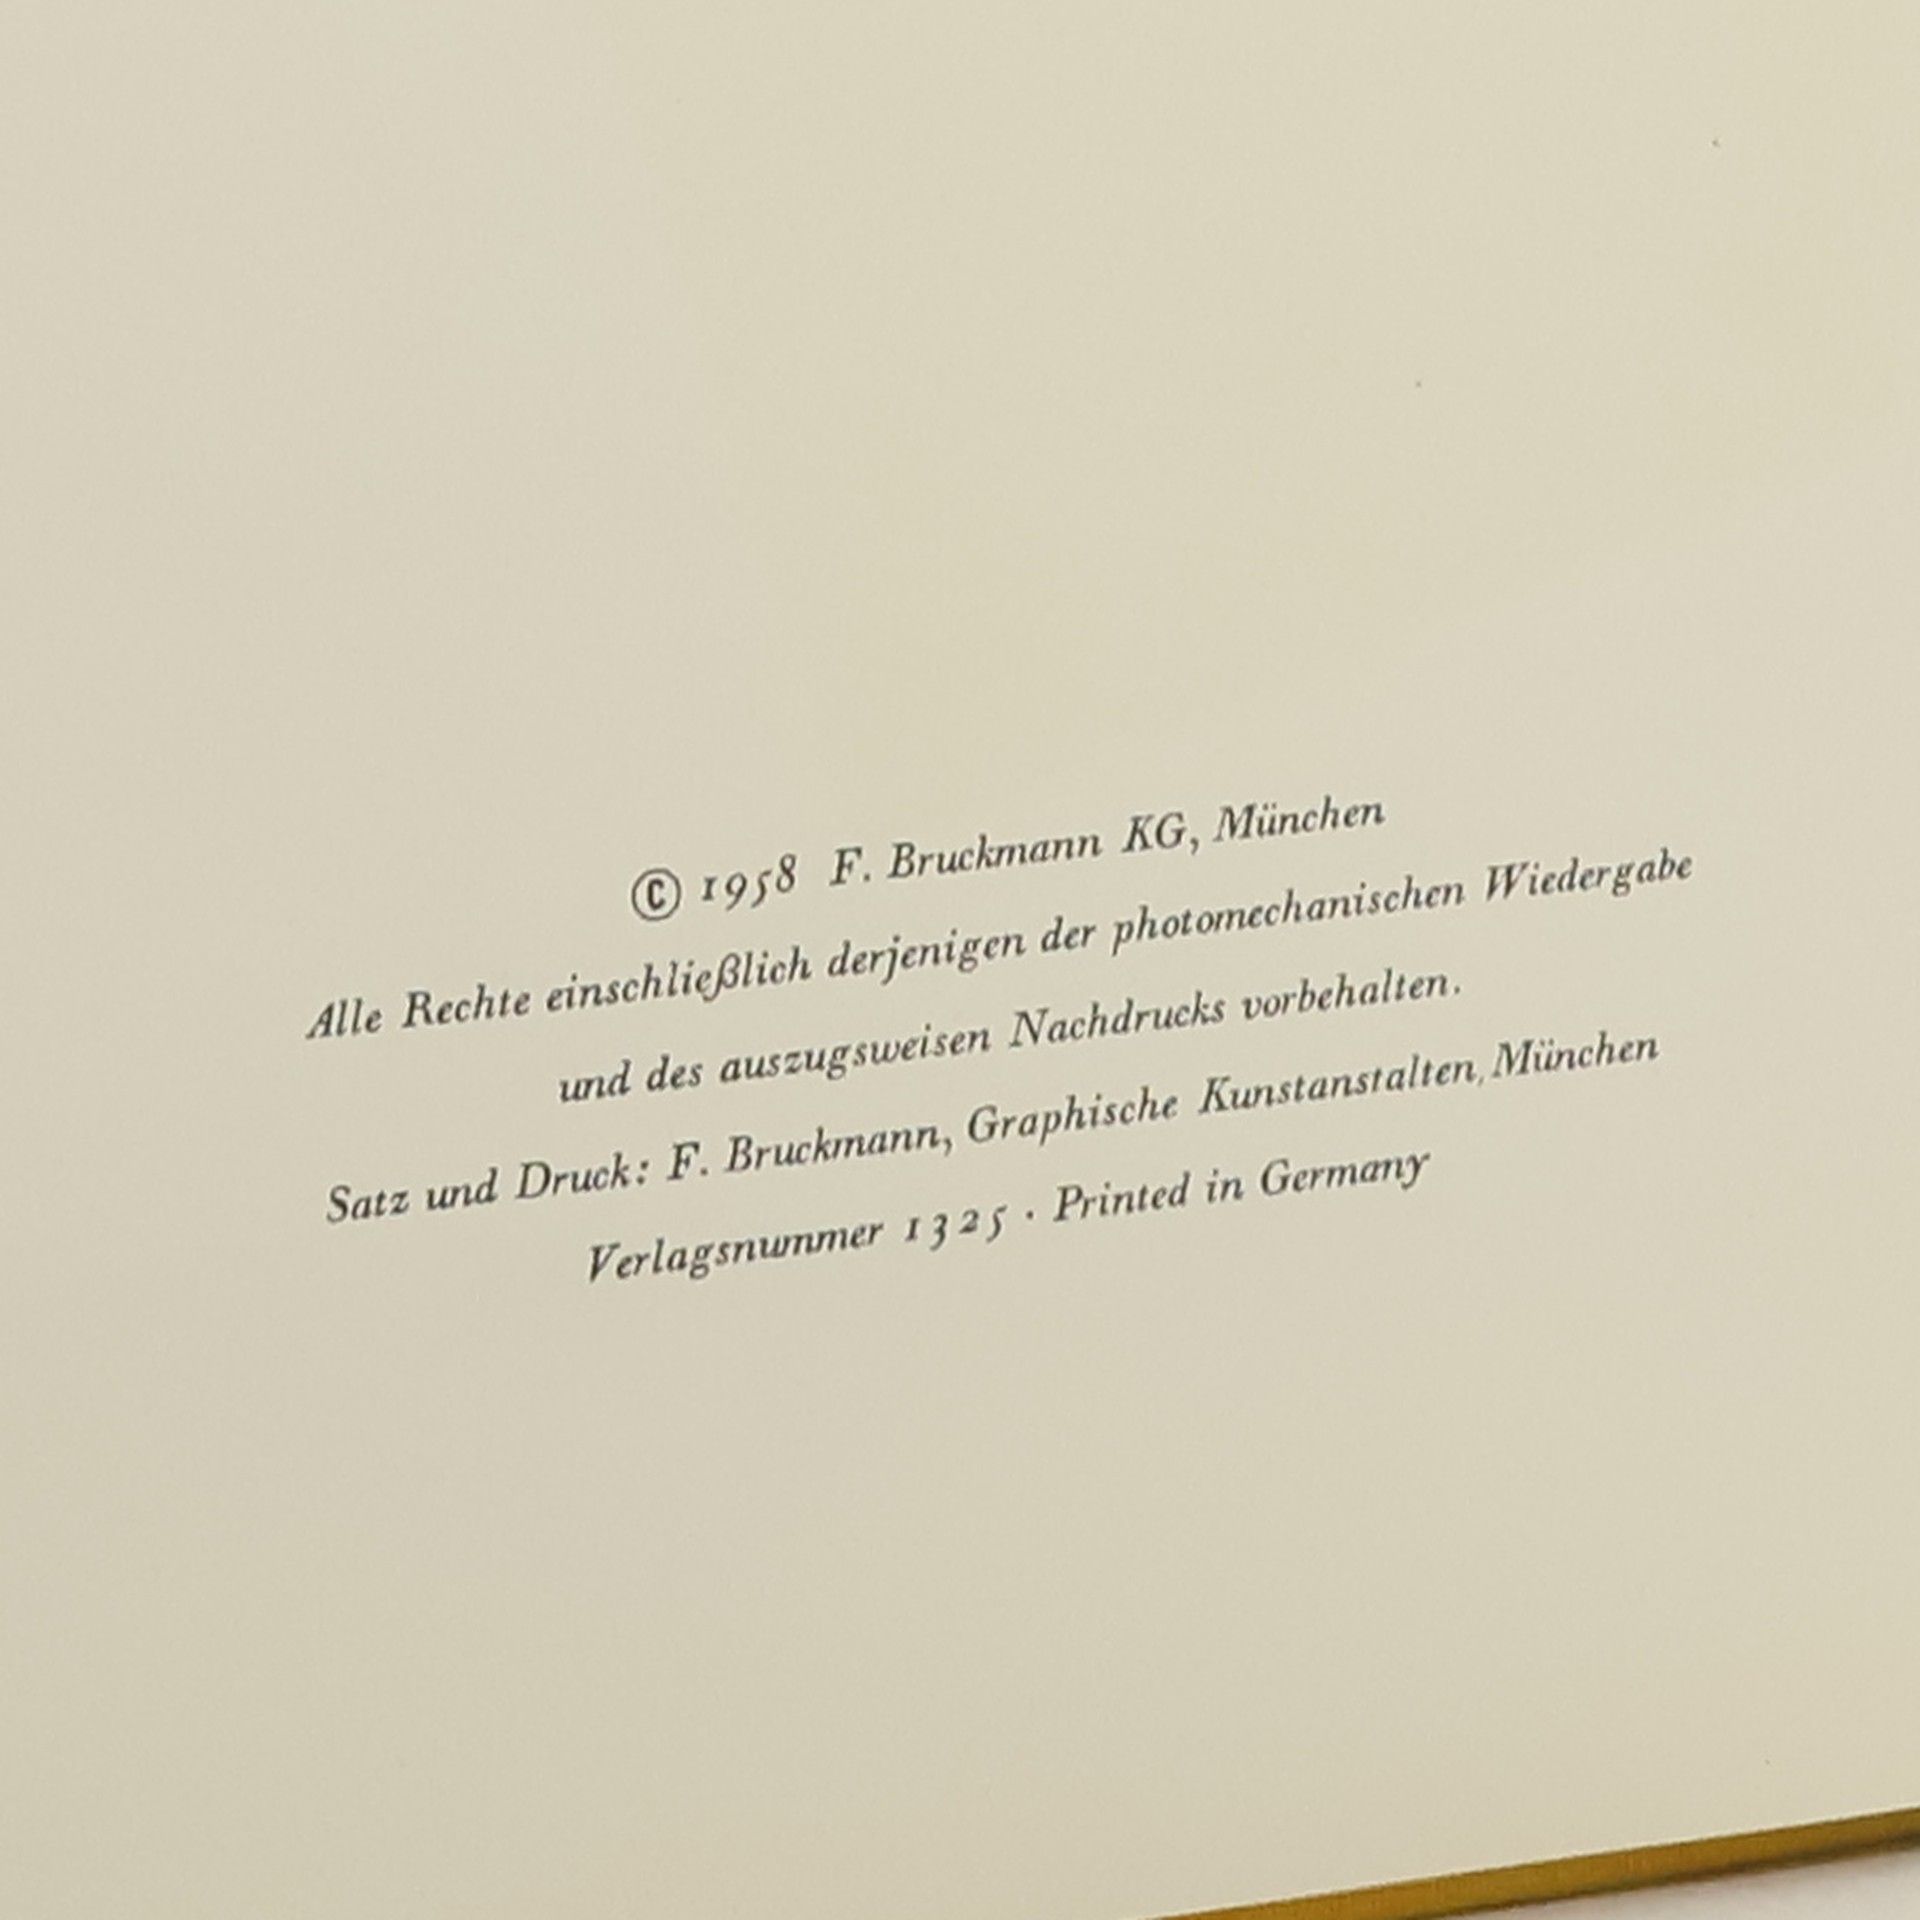 © 1958 F. Bruckmann KG, München
Alle Rechte einschließlich derjenigen der photomechanischen Wiedergabe
und des auszugsweisen Nachdrucks vorbehalten.
Satz und Druck: F. Bruckmann, Graphische Kunstanstalten, München
Verlagsnummer 1325 · Printed in Germany